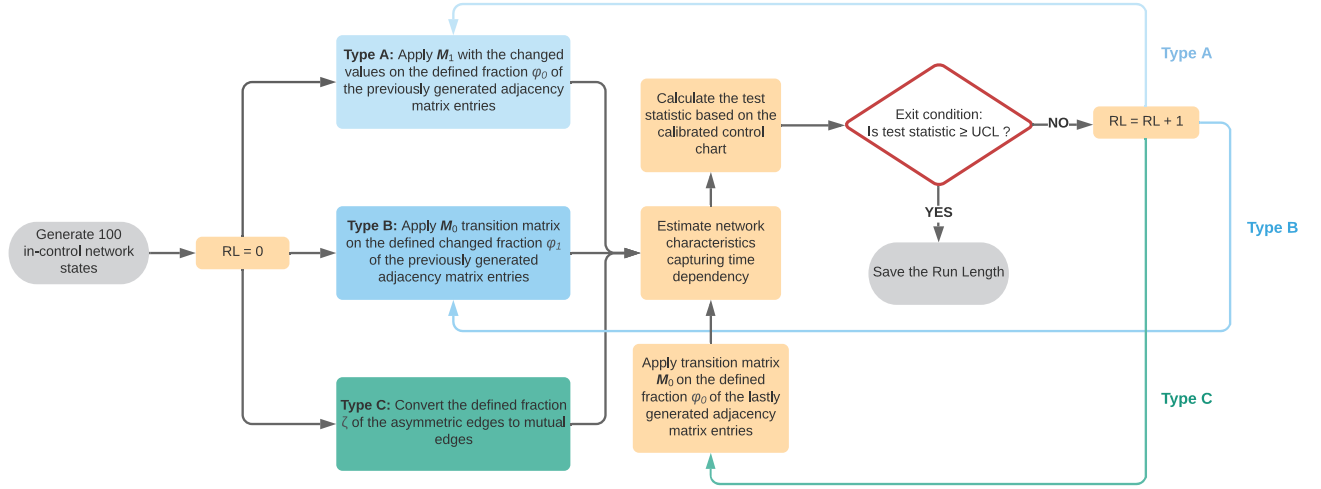 Generate 100
in-control network
states
RL = 0
Type A: Apply M₁ with the changed
values on the defined fraction φ₀ of
the previously generated adjacency
matrix entries
Type B: Apply M₀ transition matrix
on the defined changed fraction φ₁
of the previously generated
adjacency matrix entries
Type C: Convert the defined fraction
ζ of the asymmetric edges to mutual
edges
Calculate the test
statistic based on the
calibrated control
chart
Estimate network
characteristics
capturing time
dependency
Apply transition matrix
M₀ on the defined
fraction φ₀ of the lastly
generated adjacency
matrix entries
Exit condition:
Is test statistic ≥ UCL ?
NO
YES
Save the Run Length
RL = RL + 1
Type A
Type B
Type C